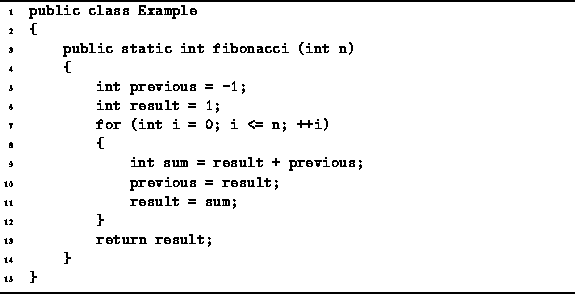 1 public class Example
2 {
3 public static int fibonacci (int n)
4 {
5 int previous = -1;
6 int result = 1;
7 for (int i = 0; i <= n; ++i)
8 {
9 int sum = result + previous;
10 previous = result;
11 result = sum;
12 }
13 return result;
14 }
15 }